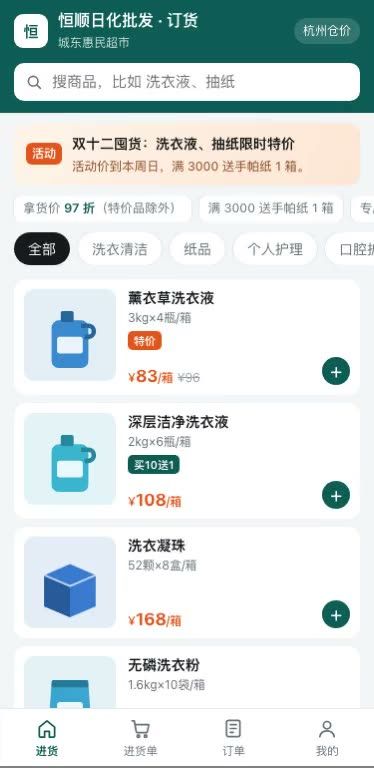 恒
恒顺日化批发 · 订货
城东惠民超市
杭州仓价
搜商品，比如 洗衣液、抽纸
活动
双十二囤货：洗衣液、抽纸限时特价
活动价到本周日，满 3000 送手帕纸 1 箱。
拿货价 97 折（特价品除外）
满 3000 送手帕纸 1 箱
全部
洗衣清洁
纸品
个人护理
薰衣草洗衣液
3kg×4瓶/箱
特价
¥83/箱 ¥96
深层洁净洗衣液
2kg×6瓶/箱
买10送1
¥108/箱
洗衣凝珠
52颗×8盒/箱
¥168/箱
无磷洗衣粉
1.6kg×10袋/箱
进货
进货单
订单
我的